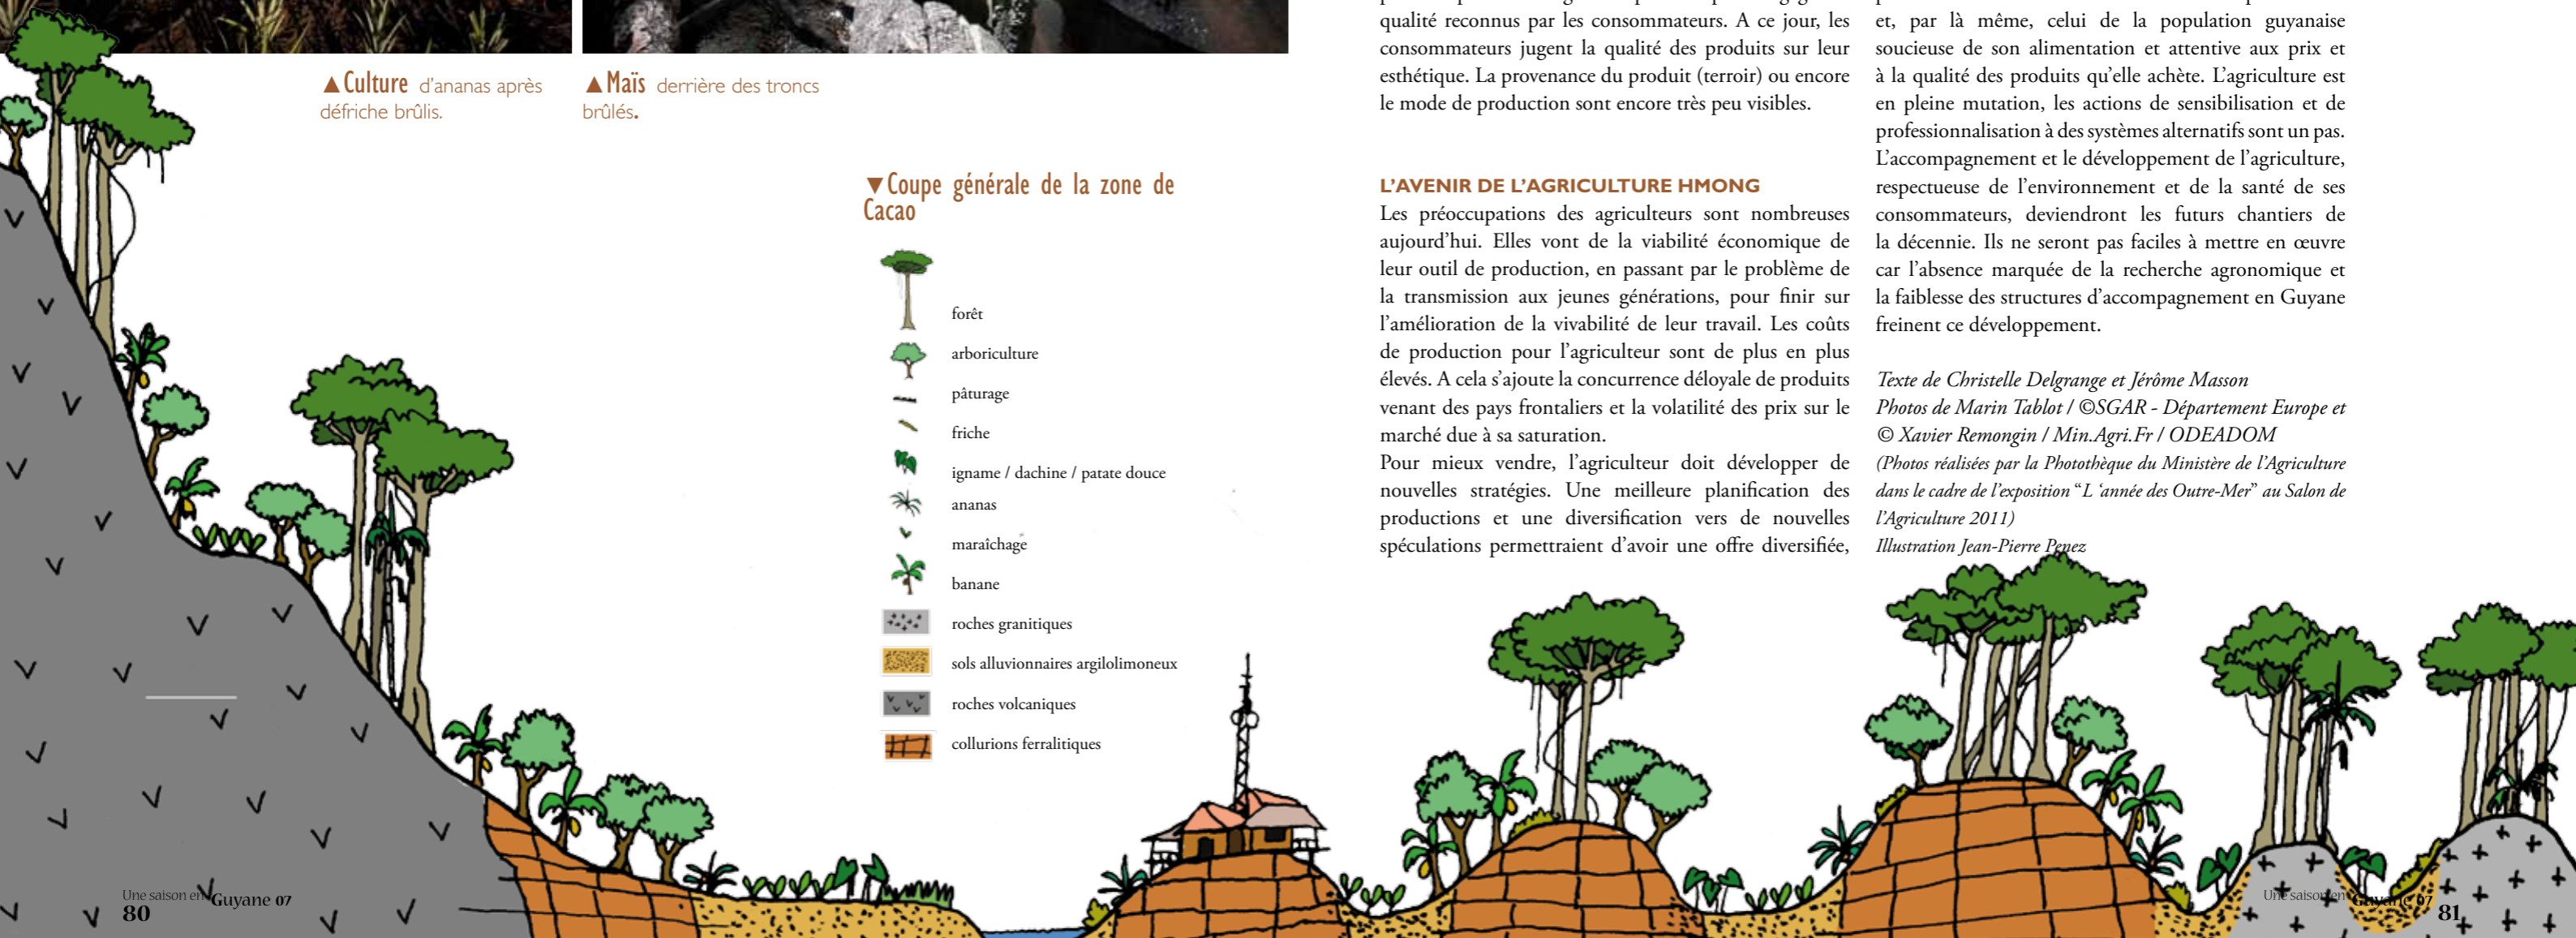 ▲Culture d’ananas après
défriche brûlis.
▲Maïs derrière des troncs
brûlés.
▼Coupe générale de la zone de
Cacao
forêt
arboriculture
pâturage
friche
igname / dachine / patate douce
ananas
maraîchage
banane
roches granitiques
sols alluvionnaires argilolimoneux
roches volcaniques
collurions ferralitiques
Une saison en Guyane 07
80
qualité reconnus par les consommateurs. A ce jour, les
consommateurs jugent la qualité des produits sur leur
esthétique. La provenance du produit (terroir) ou encore
le mode de production sont encore très peu visibles.
L’AVENIR DE L’AGRICULTURE HMONG
Les préoccupations des agriculteurs sont nombreuses
aujourd’hui. Elles vont de la viabilité économique de
leur outil de production, en passant par le problème de
la transmission aux jeunes générations, pour finir sur
l’amélioration de la vivabilité de leur travail. Les coûts
de production pour l’agriculteur sont de plus en plus
élevés. A cela s’ajoute la concurrence déloyale de produits
venant des pays frontaliers et la volatilité des prix sur le
marché due à sa saturation.
Pour mieux vendre, l’agriculteur doit développer de
nouvelles stratégies. Une meilleure planification des
productions et une diversification vers de nouvelles
spéculations permettraient d’avoir une offre diversifiée,
et, par là même, celui de la population guyanaise
soucieuse de son alimentation et attentive aux prix et
à la qualité des produits qu’elle achète. L’agriculture est
en pleine mutation, les actions de sensibilisation et de
professionnalisation à des systèmes alternatifs sont un pas.
L’accompagnement et le développement de l’agriculture,
respectueuse de l’environnement et de la santé de ses
consommateurs, deviendront les futurs chantiers de
la décennie. Ils ne seront pas faciles à mettre en œuvre
car l’absence marquée de la recherche agronomique et
la faiblesse des structures d’accompagnement en Guyane
freinent ce développement.
Texte de Christelle Delgrange et Jérôme Masson
Photos de Marin Tablot / ©SGAR - Département Europe et
© Xavier Remongin / Min.Agri.Fr / ODEADOM
(Photos réalisées par la Photothèque du Ministère de l’Agriculture
dans le cadre de l’exposition “L ‘année des Outre-Mer” au Salon de
l’Agriculture 2011)
Illustration Jean-Pierre Penez
Une saison en Guyane 07
81